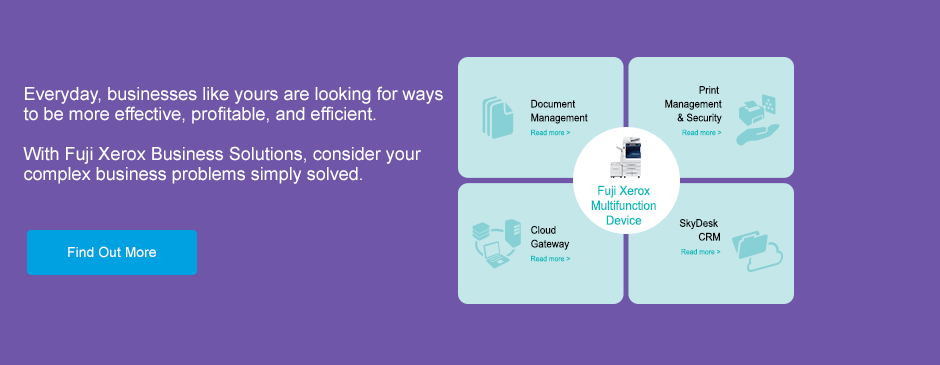 Everyday, businesses like yours are looking for ways
to be more effective, profitable, and efficient.
With Fuji Xerox Business Solutions, consider your
complex business problems simply solved.
Find Out More
Document
Management
Read more >
Print
Management
& Security
Read more >
Fuji Xerox
Multifunction
Device
Cloud
Gateway
Read more >
SkyDesk
CRM
Read more >